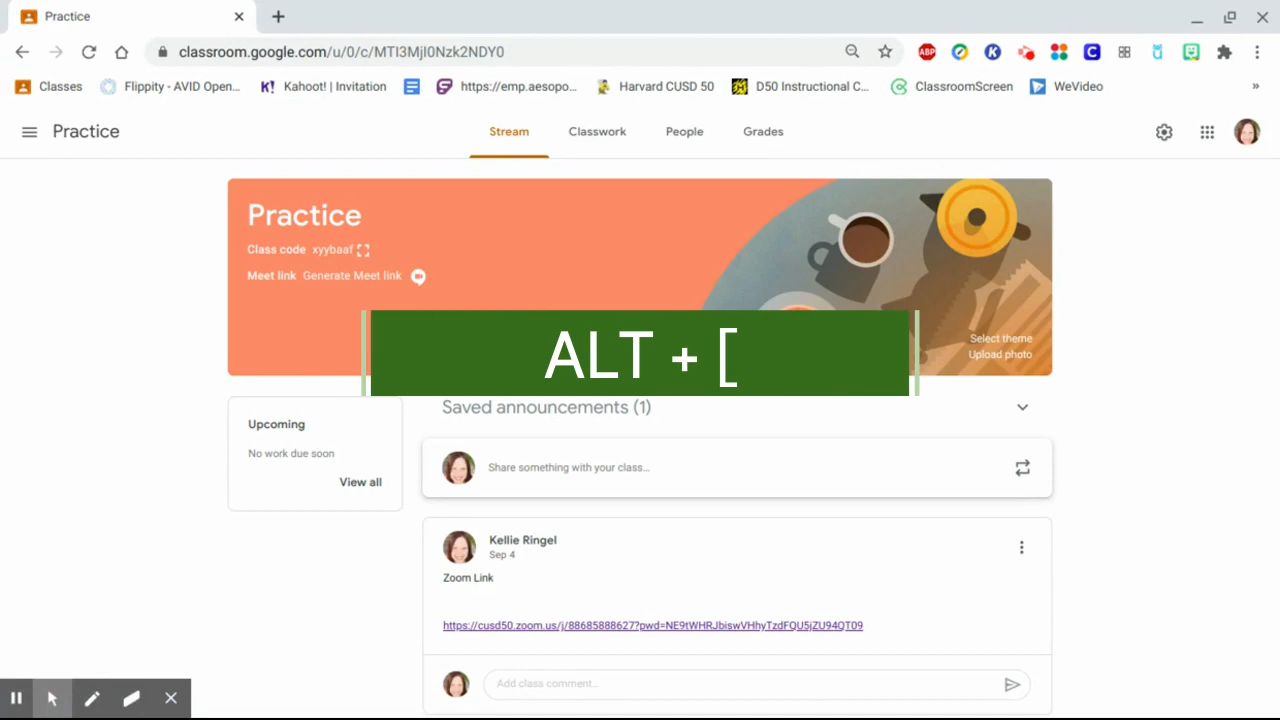 Practice
classroom.google.com/u/0/c/MTI3MjI0Nzk2NDY0
ABP
K
C
Classes
Flippity - AVID Open...
K! Kahoot! | Invitation
https://emp.aesopo...
Harvard CUSD 50
D50 Instructional C...
ClassroomScreen
WeVideo
»
Practice
Stream
Classwork
People
Grades
Practice
Class code xyybaaf
Meet link Generate Meet link
Select theme
Upload photo
ALT + [
Saved announcements (1)
Upcoming
No work due soon
View all
Share something with your class...
Kellie Ringel
Sep 4
Zoom Link
https://cusd50.zoom.us/j/88685888627?pwd=NE9tWHRJbiswVHhyTzdFQU5jZU94QT09
Add class comment...